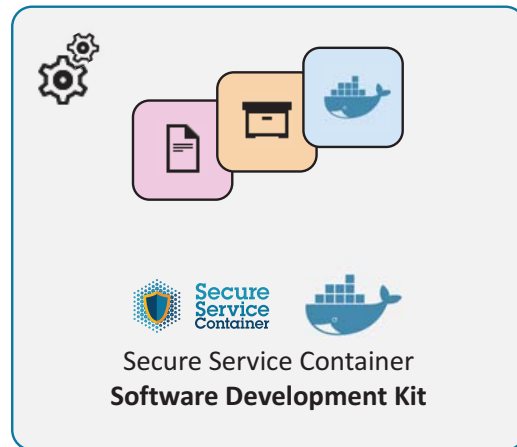 Secure
Service
Container
Secure Service Container
Software Development Kit